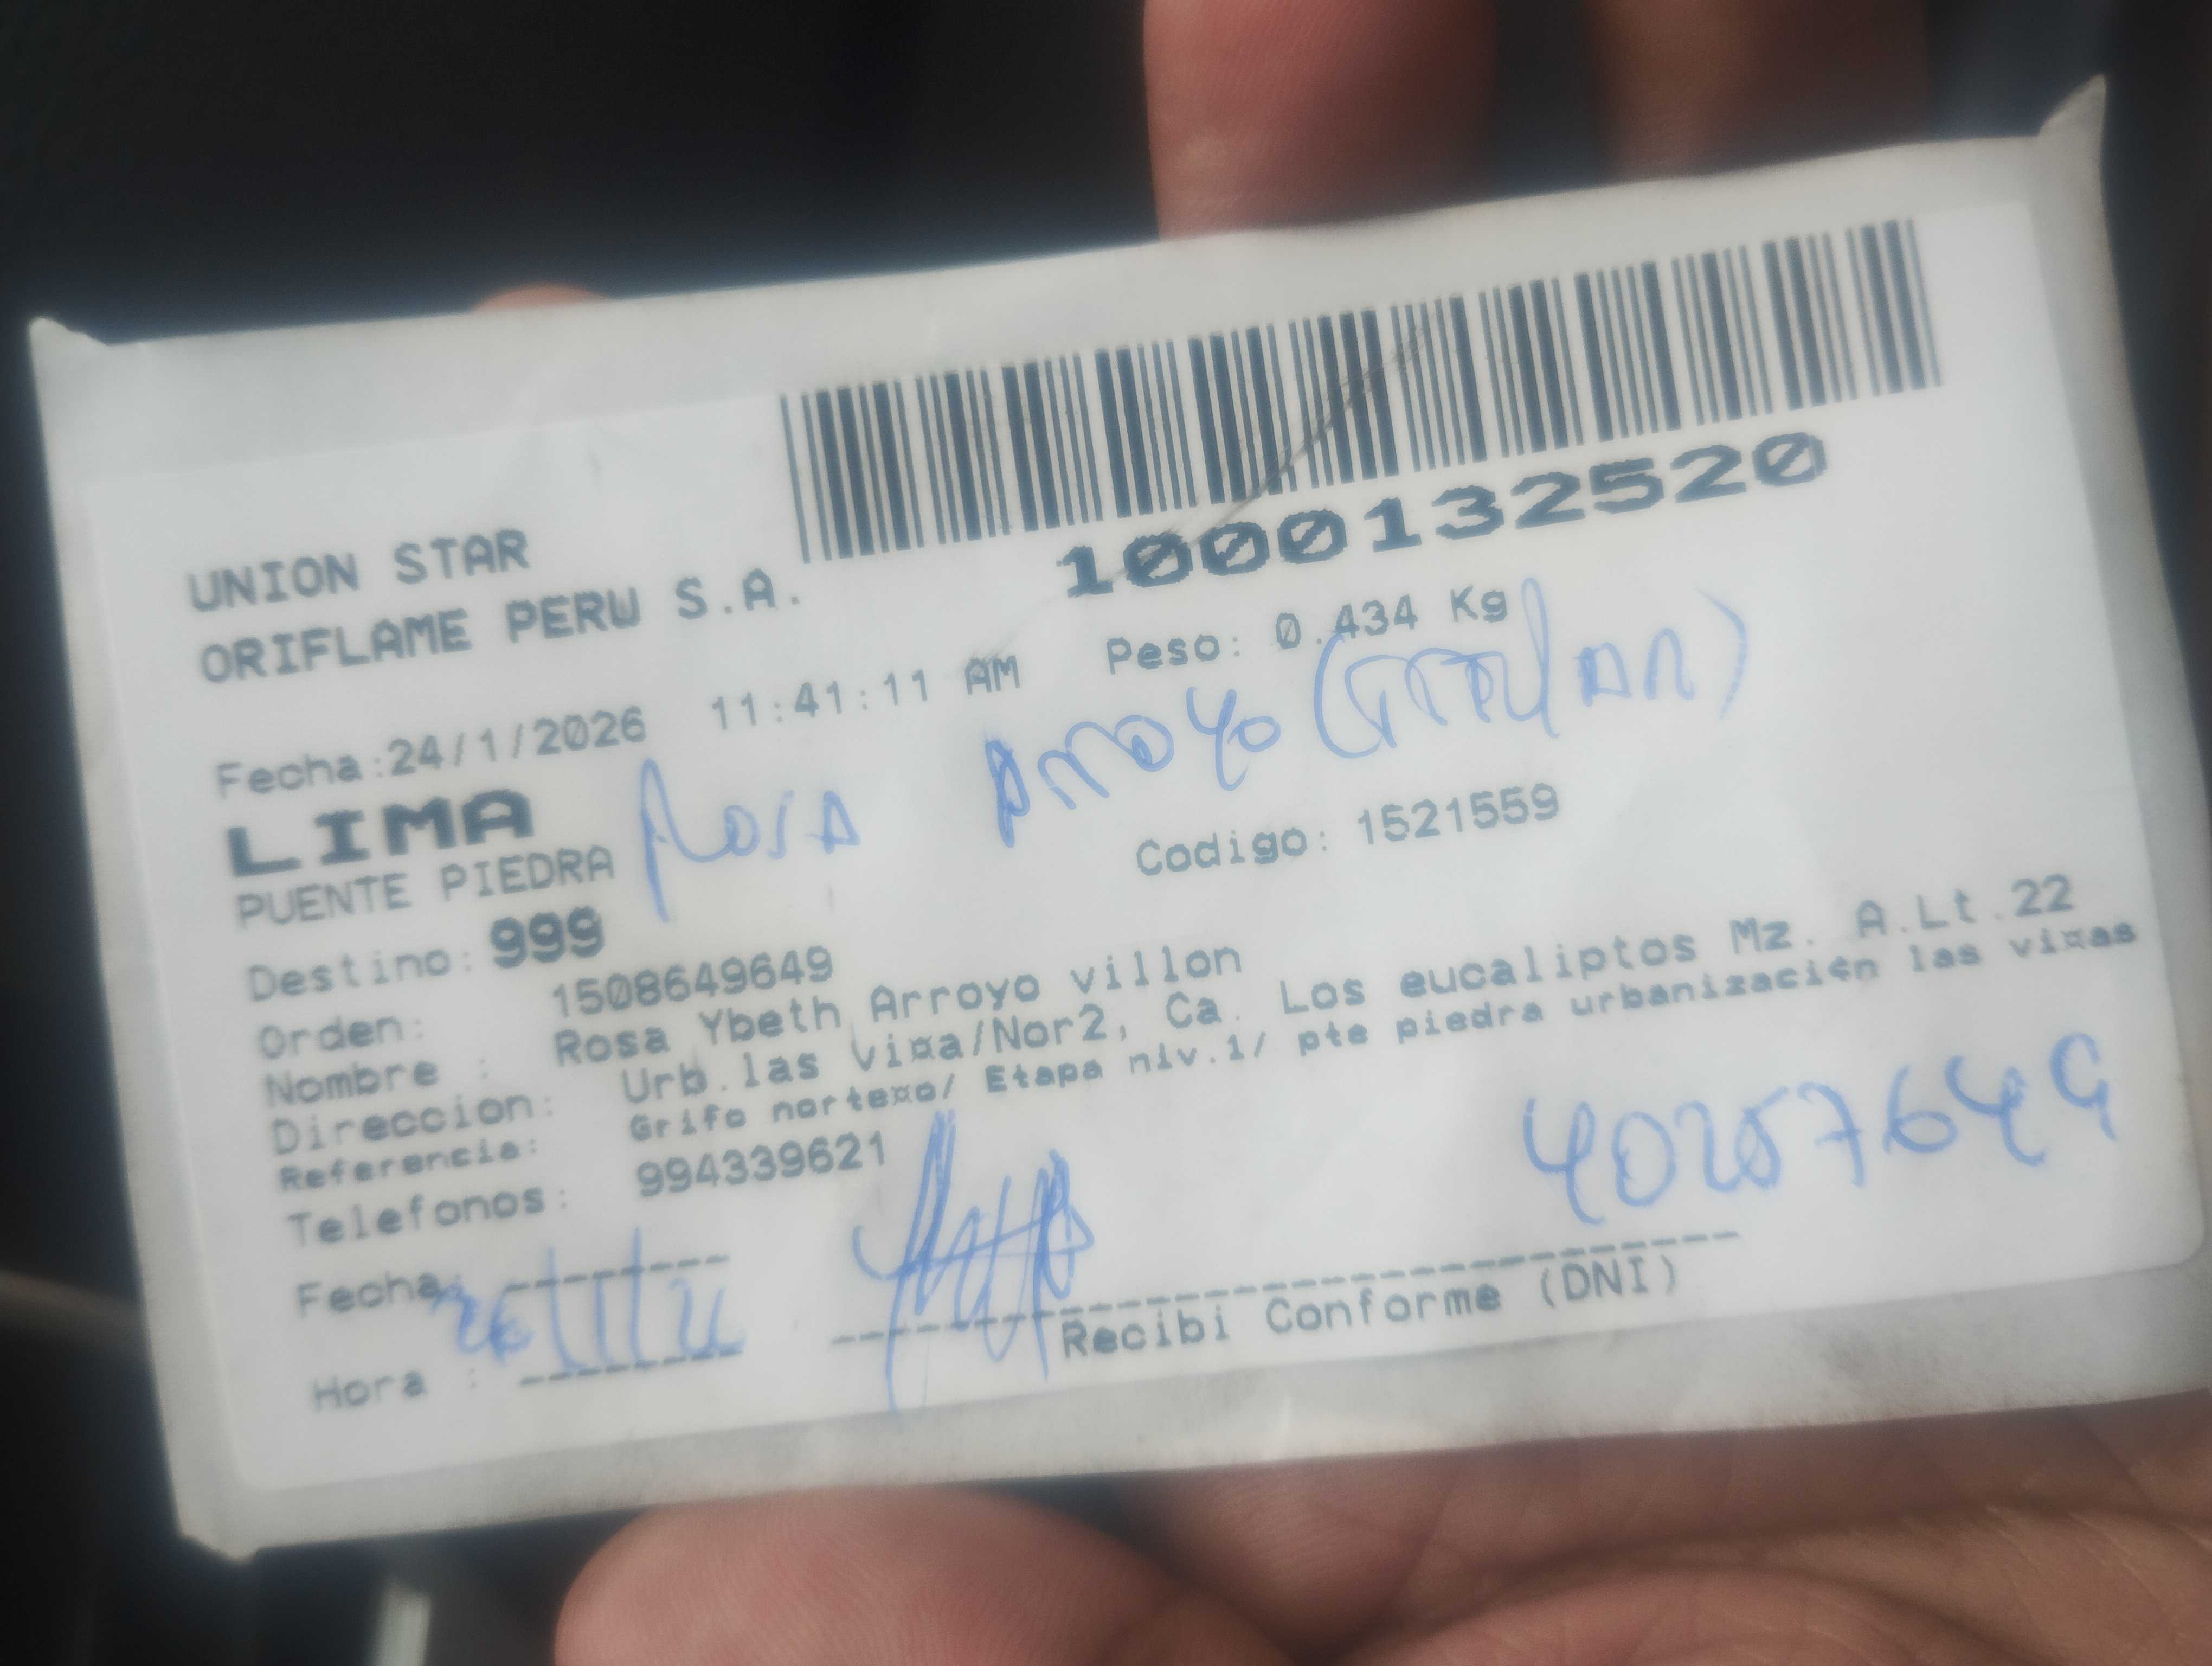 UNION STAR
ORIFLAME PERU S.A.
1000132520
Fecha:24/1/2026 11:41:11 AM Peso: 0.434 Kg
LIMA
Rosa Arroyo (Titular)
PUENTE PIEDRA
Codigo: 1521559
Destino: 999
Orden: 1508649649
Nombre : Rosa Ybeth Arroyo villon
Direccion: Urb.las Vi¤a/Nor2, Ca. Los eucaliptos Mz. A.Lt.22
Referencia: Grifo norte¤o/ Etapa niv.1/ pte piedra urbanizaci¢n las vi¤as
Telefonos: 994339621
40257649
Fecha
Hora :
Recibi Conforme (DNI)